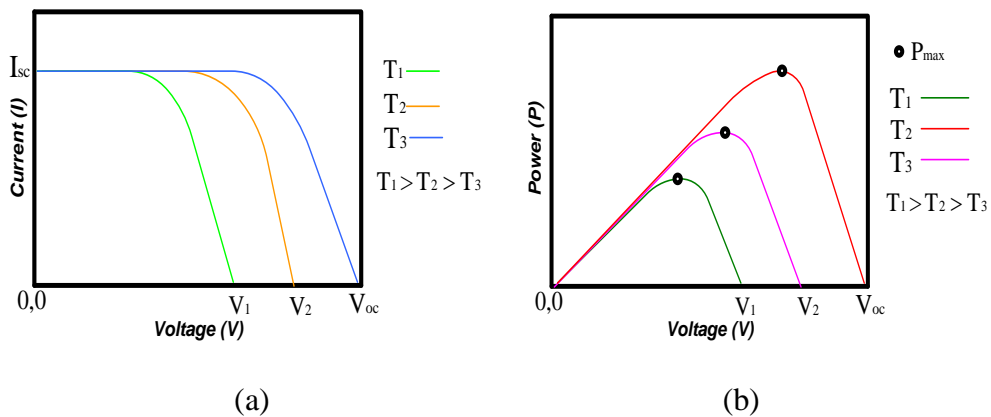 Current (I)
Isc
T1
T2
T3
T1 > T2 > T3
0,0
V1
V2
Voc
Voltage (V)
(a)
Power (P)
Pmax
T1
T2
T3
T1 > T2 > T3
0,0
V1
V2
Voc
Voltage (V)
(b)